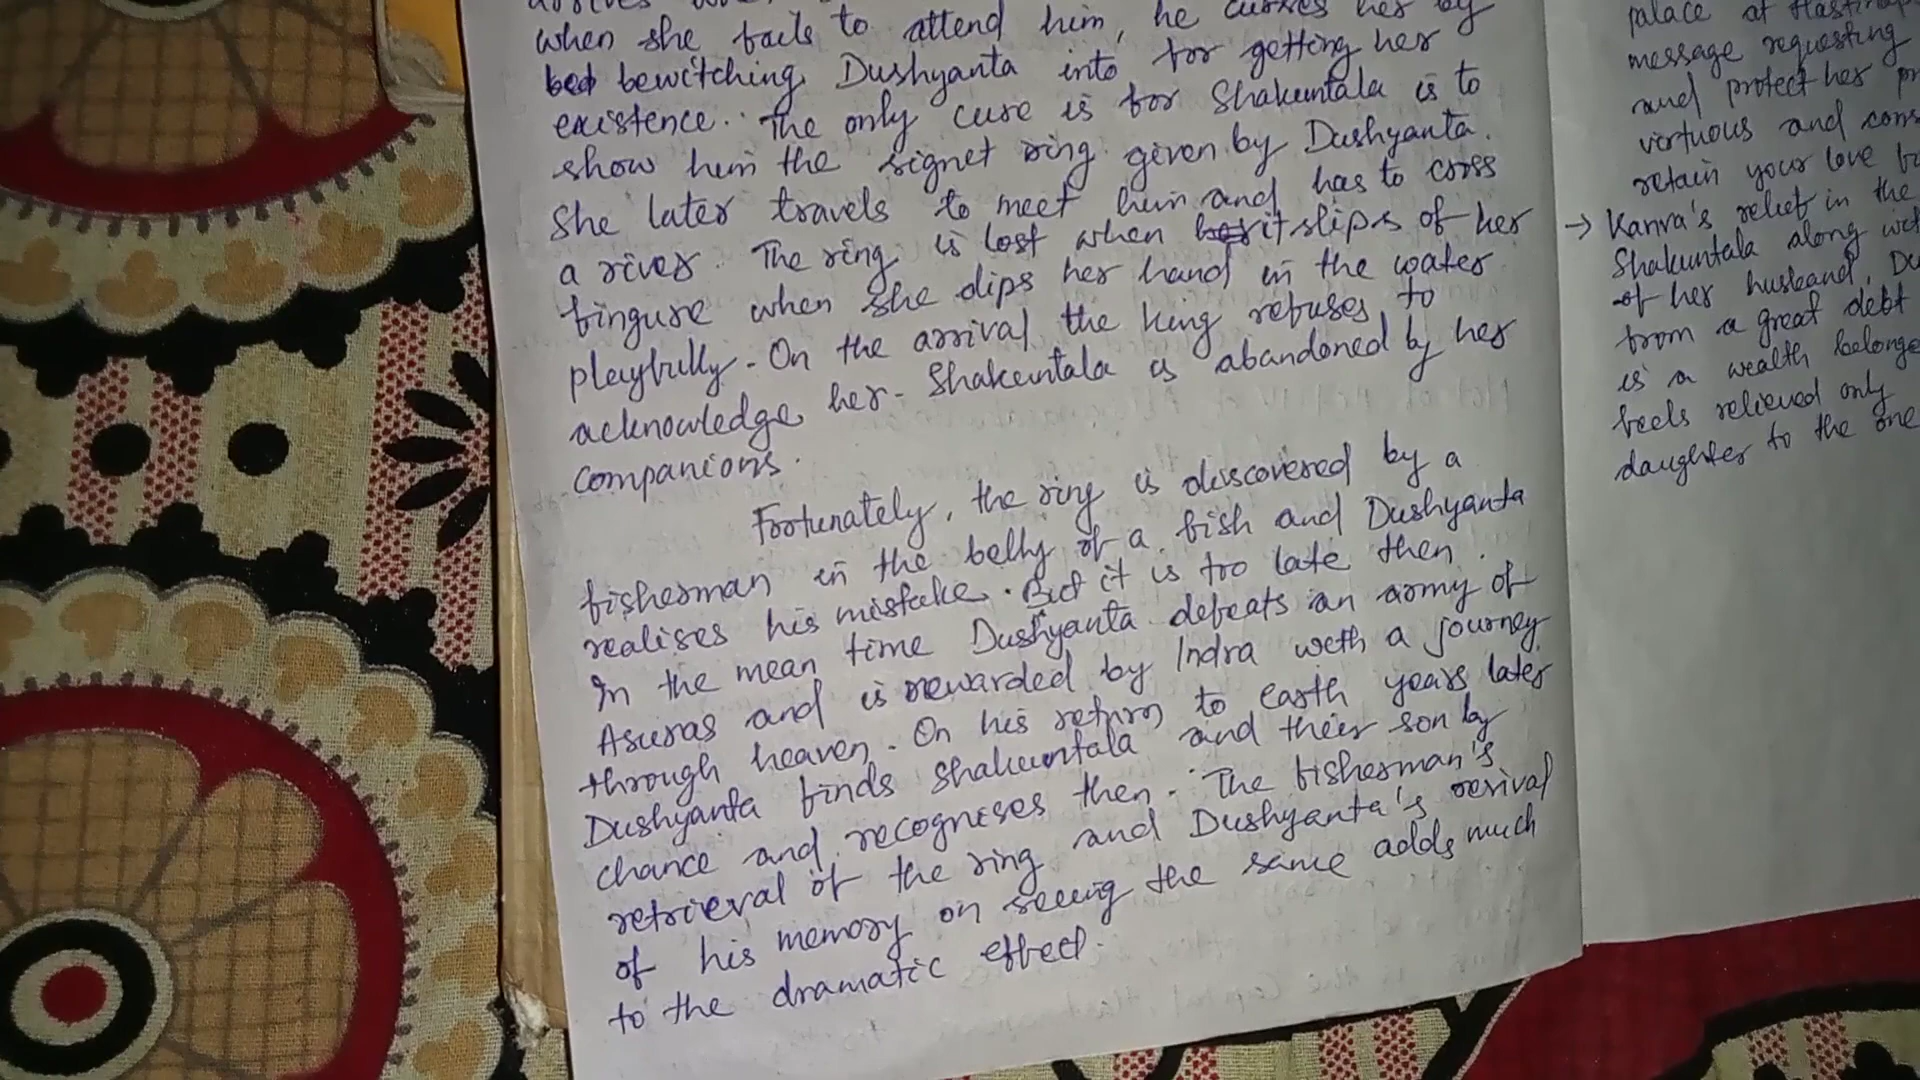 when she fails to attend him, he curses her by
bewitching Dushyanta into for getting her
existence. The only cure is for Shakuntala is to
show him the signet ring given by Dushyanta.
She later travels to meet him and has to corss
a river. The ring is lost when it slips of her
fingure when she dips her hand in the water
playfully. On the arrival the king refuses to
acknowledge her. Shakuntala is abandoned by her
companions.
Foortunately, the ring is discovered by a
fisherman in the belly of a fish and Dushyanta
realises his mistake. But it is too late then.
In the mean time Dushyanta defeats an army of
Asuras and is rewarded by Indra with a journey
through heaven. On his return to earth years later
Dushyanta finds Shakuntala and their son by
chance and recognises then. The fisherman's
retrieval of the ring and Dushyanta's revival
of his memory on seeing the same adds much
to the dramatic effect.
palace at
message requesting
and protect her
virtuous and
retain your love
→ Kanva's relief in the
Shakuntala along
of her husband,
from a great debt
is a wealth
feels relieved only
daughter to the one